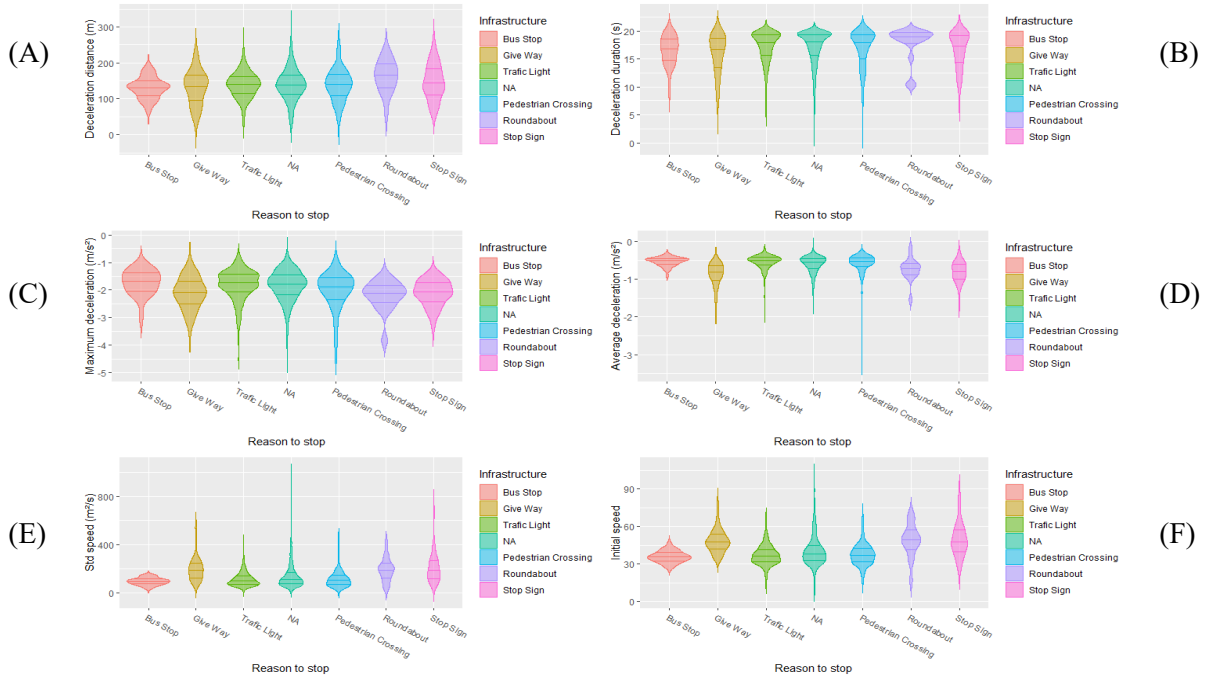 (A)
Deceleration distance (m)
300
200
100
0
Bus Stop
Give Way
Trafic Light
NA
Pedestrian Crossing
Roundabout
Stop Sign
Reason to stop
Infrastructure
Bus Stop
Give Way
Trafic Light
NA
Pedestrian Crossing
Roundabout
Stop Sign
(B)
Deceleration duration (s)
20
15
10
5
0
Bus Stop
Give Way
Trafic Light
NA
Pedestrian Crossing
Roundabout
Stop Sign
Reason to stop
Infrastructure
Bus Stop
Give Way
Trafic Light
NA
Pedestrian Crossing
Roundabout
Stop Sign
(C)
Maximum deceleration (m/s²)
-0
-1
-2
-3
-4
-5
Bus Stop
Give Way
Trafic Light
NA
Pedestrian Crossing
Roundabout
Stop Sign
Reason to stop
Infrastructure
Bus Stop
Give Way
Trafic Light
NA
Pedestrian Crossing
Roundabout
Stop Sign
(D)
Average deceleration (m/s²)
-0
-1
-2
-3
Bus Stop
Give Way
Trafic Light
NA
Pedestrian Crossing
Roundabout
Stop Sign
Reason to stop
Infrastructure
Bus Stop
Give Way
Trafic Light
NA
Pedestrian Crossing
Roundabout
Stop Sign
(E)
Std speed (m²/s)
800
400
0
Bus Stop
Give Way
Trafic Light
NA
Pedestrian Crossing
Roundabout
Stop Sign
Reason to stop
Infrastructure
Bus Stop
Give Way
Trafic Light
NA
Pedestrian Crossing
Roundabout
Stop Sign
(F)
Initial speed
90
60
30
0
Bus Stop
Give Way
Trafic Light
NA
Pedestrian Crossing
Roundabout
Stop Sign
Reason to stop
Infrastructure
Bus Stop
Give Way
Trafic Light
NA
Pedestrian Crossing
Roundabout
Stop Sign